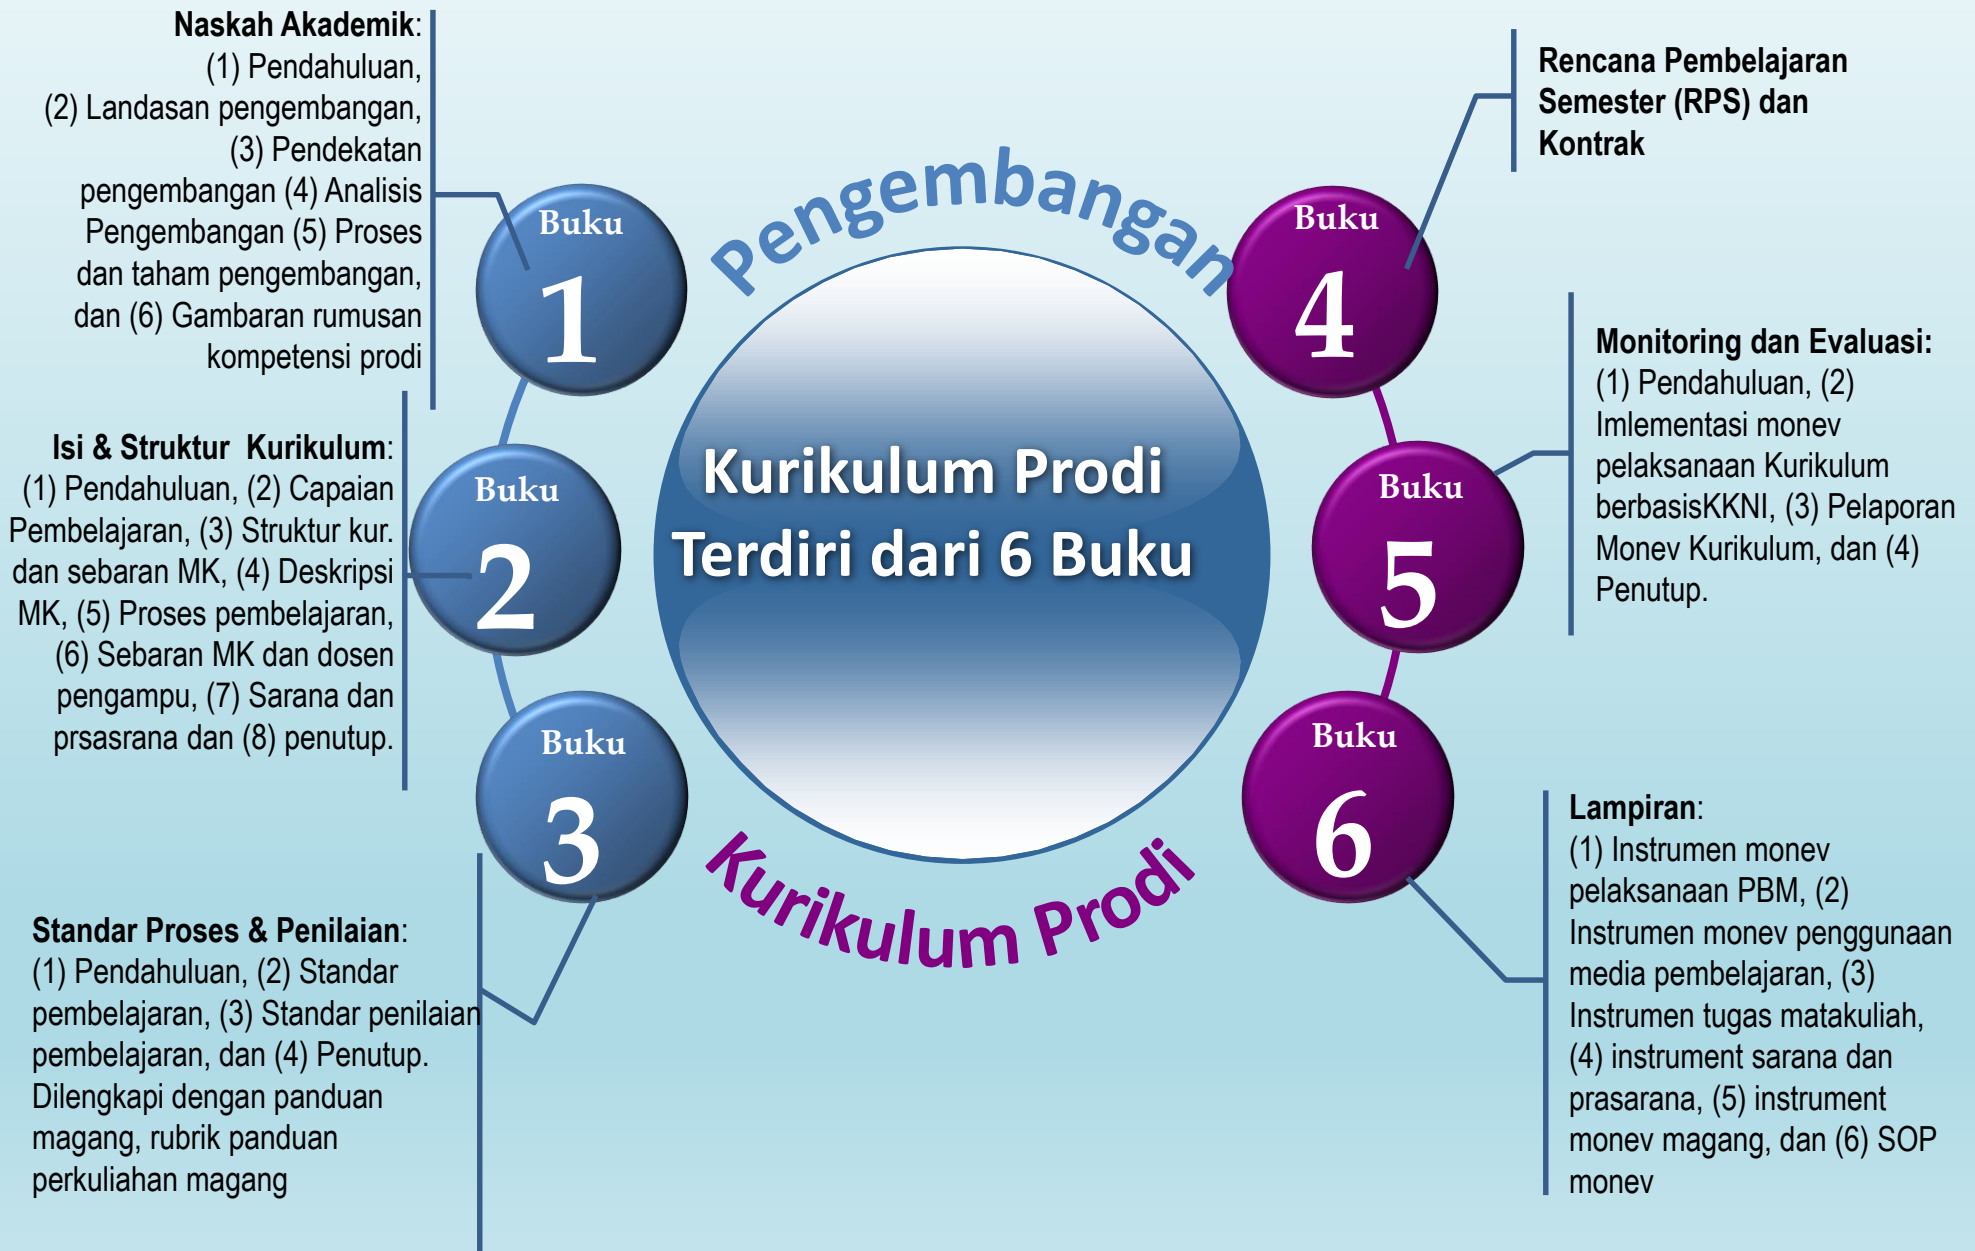 Naskah Akademik:
(1) Pendahuluan,
(2) Landasan pengembangan,
(3) Pendekatan
pengembangan (4) Analisis
Pengembangan (5) Proses
dan taham pengembangan,
dan (6) Gambaran rumusan
kompetensi prodi
Buku
1
Isi & Struktur Kurikulum:
(1) Pendahuluan, (2) Capaian
Pembelajaran, (3) Struktur kur.
dan sebaran MK, (4) Deskripsi
MK, (5) Proses pembelajaran,
(6) Sebaran MK dan dosen
pengampu, (7) Sarana dan
prsasrana dan (8) penutup.
Buku
2
Standar Proses & Penilaian:
(1) Pendahuluan, (2) Standar
pembelajaran, (3) Standar penilaian
pembelajaran, dan (4) Penutup.
Dilengkapi dengan panduan
magang, rubrik panduan
perkuliahan magang
Buku
3
Pengembangan
Kurikulum Prodi
Terdiri dari 6 Buku
Kurikulum Prodi
Rencana Pembelajaran
Semester (RPS) dan
Kontrak
Buku
4
Monitoring dan Evaluasi:
(1) Pendahuluan, (2)
Imlementasi monev
pelaksanaan Kurikulum
berbasisKKNI, (3) Pelaporan
Monev Kurikulum, dan (4)
Penutup.
Buku
5
Lampiran:
(1) Instrumen monev
pelaksanaan PBM, (2)
Instrumen monev penggunaan
media pembelajaran, (3)
Instrumen tugas matakuliah,
(4) instrument sarana dan
prasarana, (5) instrument
monev magang, dan (6) SOP
monev
Buku
6